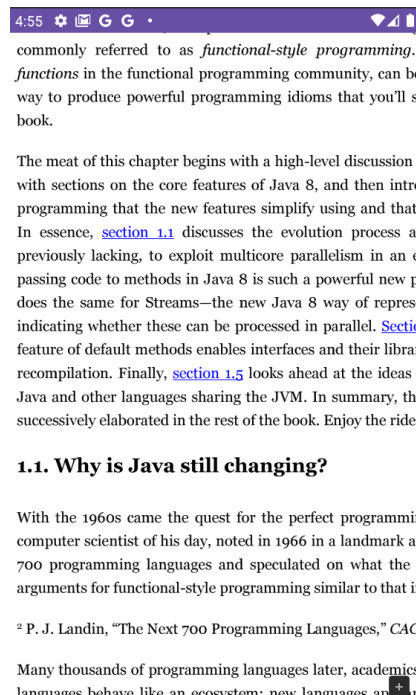 4:55
commonly referred to as functional-style programming.
functions in the functional programming community, can be
way to produce powerful programming idioms that you'll s
book.
The meat of this chapter begins with a high-level discussion
with sections on the core features of Java 8, and then intr
programming that the new features simplify using and that
In essence, section 1.1 discusses the evolution process a
previously lacking, to exploit multicore parallelism in an e
passing code to methods in Java 8 is such a powerful new p
does the same for Streams—the new Java 8 way of repres
indicating whether these can be processed in parallel. Sectio
feature of default methods enables interfaces and their libra
recompilation. Finally, section 1.5 looks ahead at the ideas
Java and other languages sharing the JVM. In summary, th
successively elaborated in the rest of the book. Enjoy the ride
1.1. Why is Java still changing?
With the 1960s came the quest for the perfect programmi
computer scientist of his day, noted in 1966 in a landmark a
700 programming languages and speculated on what the
arguments for functional-style programming similar to that i
² P. J. Landin, “The Next 700 Programming Languages,” CAC
Many thousands of programming languages later, academics
languages behave like an ecosystem: new languages